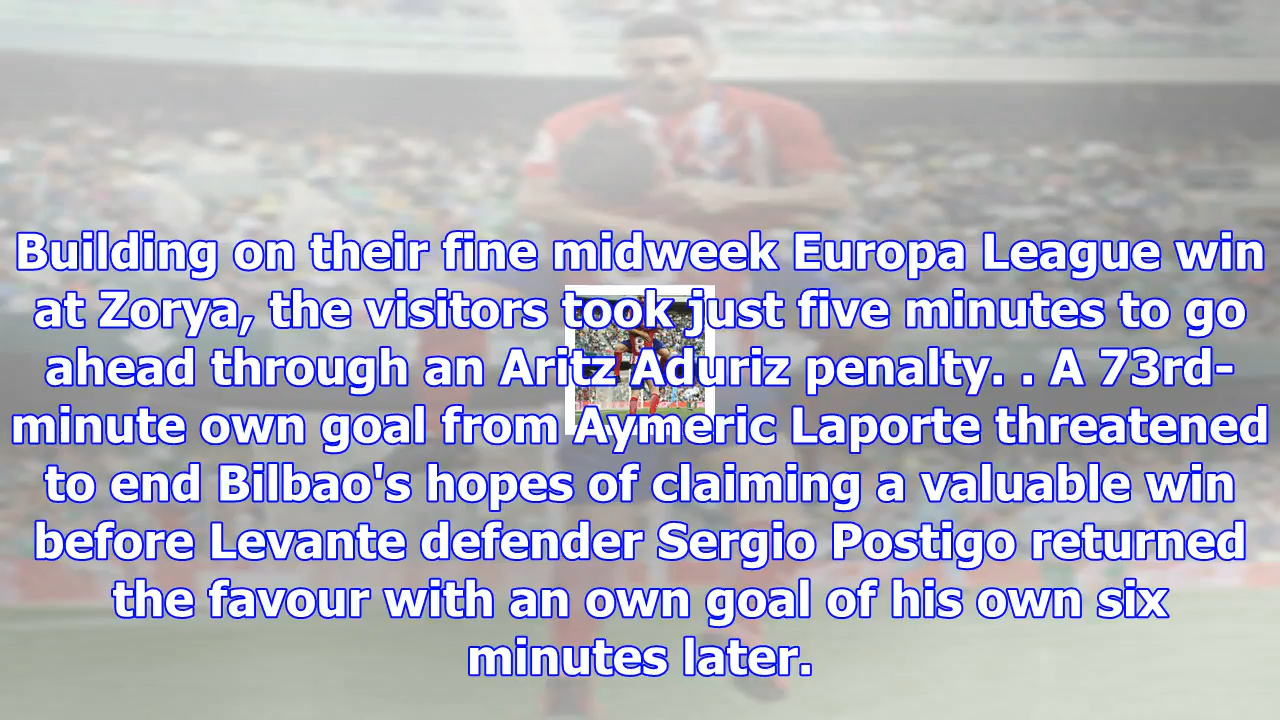 Building on their fine midweek Europa League win
at Zorya, the visitors took just five minutes to go
ahead through an Aritz Aduriz penalty. . A 73rd-
minute own goal from Aymeric Laporte threatened
to end Bilbao's hopes of claiming a valuable win
before Levante defender Sergio Postigo returned
the favour with an own goal of his own six
minutes later.